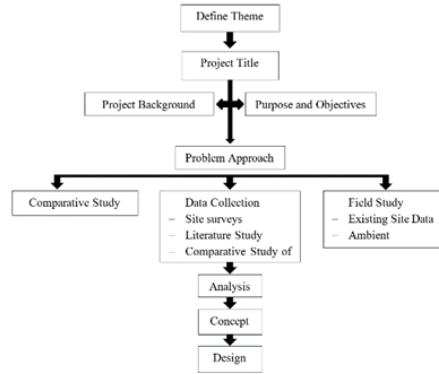 Define Theme
Project Title
Project Background
Purpose and Objectives
Problem Approach
Comparative Study
Data Collection
– Site surveys
– Literature Study
– Comparative Study of
Field Study
– Existing Site Data
– Ambient
Analysis
Concept
Design